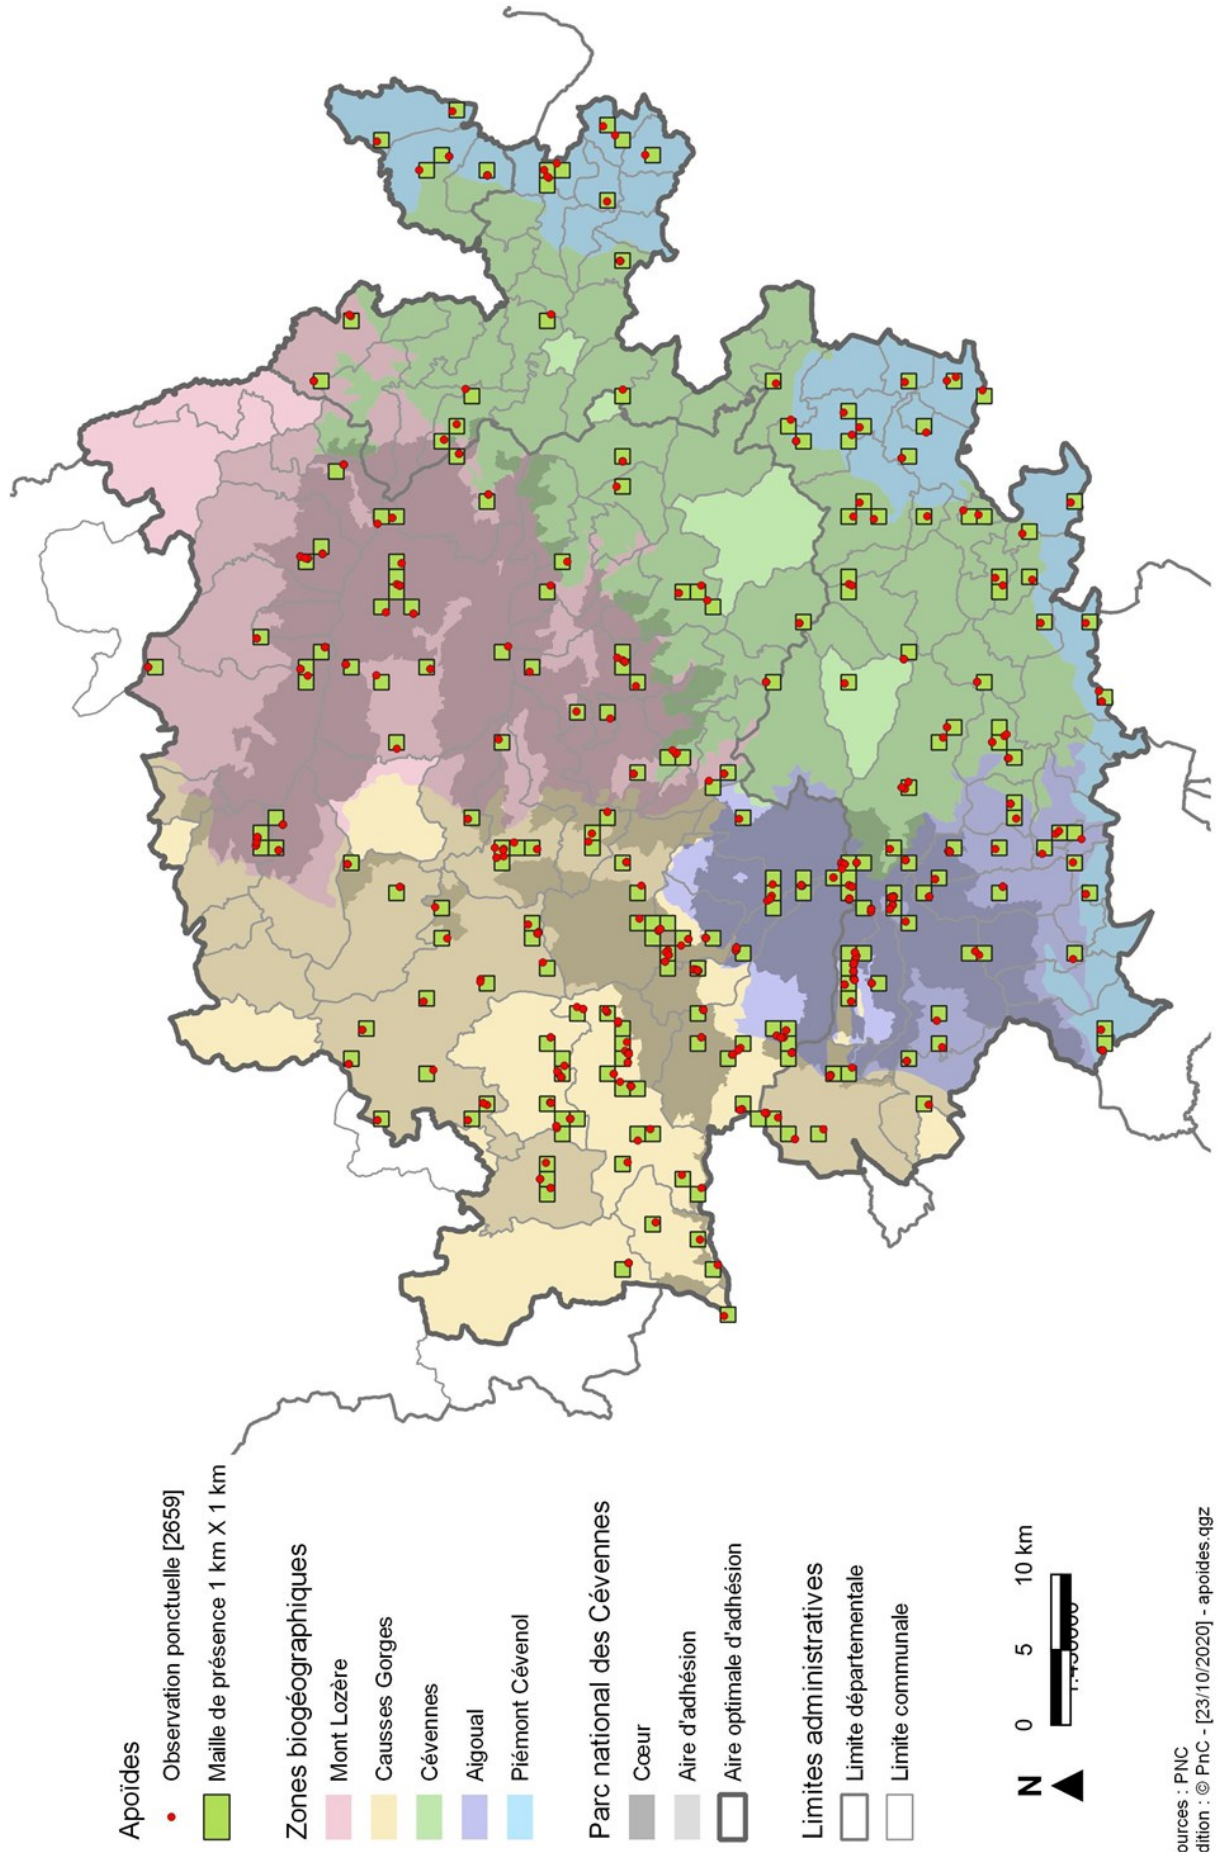 Apoïdes
Observation ponctuelle [2659]
Maille de présence 1 km X 1 km
Zones biogéographiques
Mont Lozère
Causses Gorges
Cévennes
Aigoual
Piémont Cévenol
Parc national des Cévennes
Cœur
Aire d'adhésion
Aire optimale d'adhésion
Limites administratives
Limite départementale
Limite communale
N
0 5 10 km
ources : PNC
dition : © PnC - [23/10/2020] - apoides.qgz